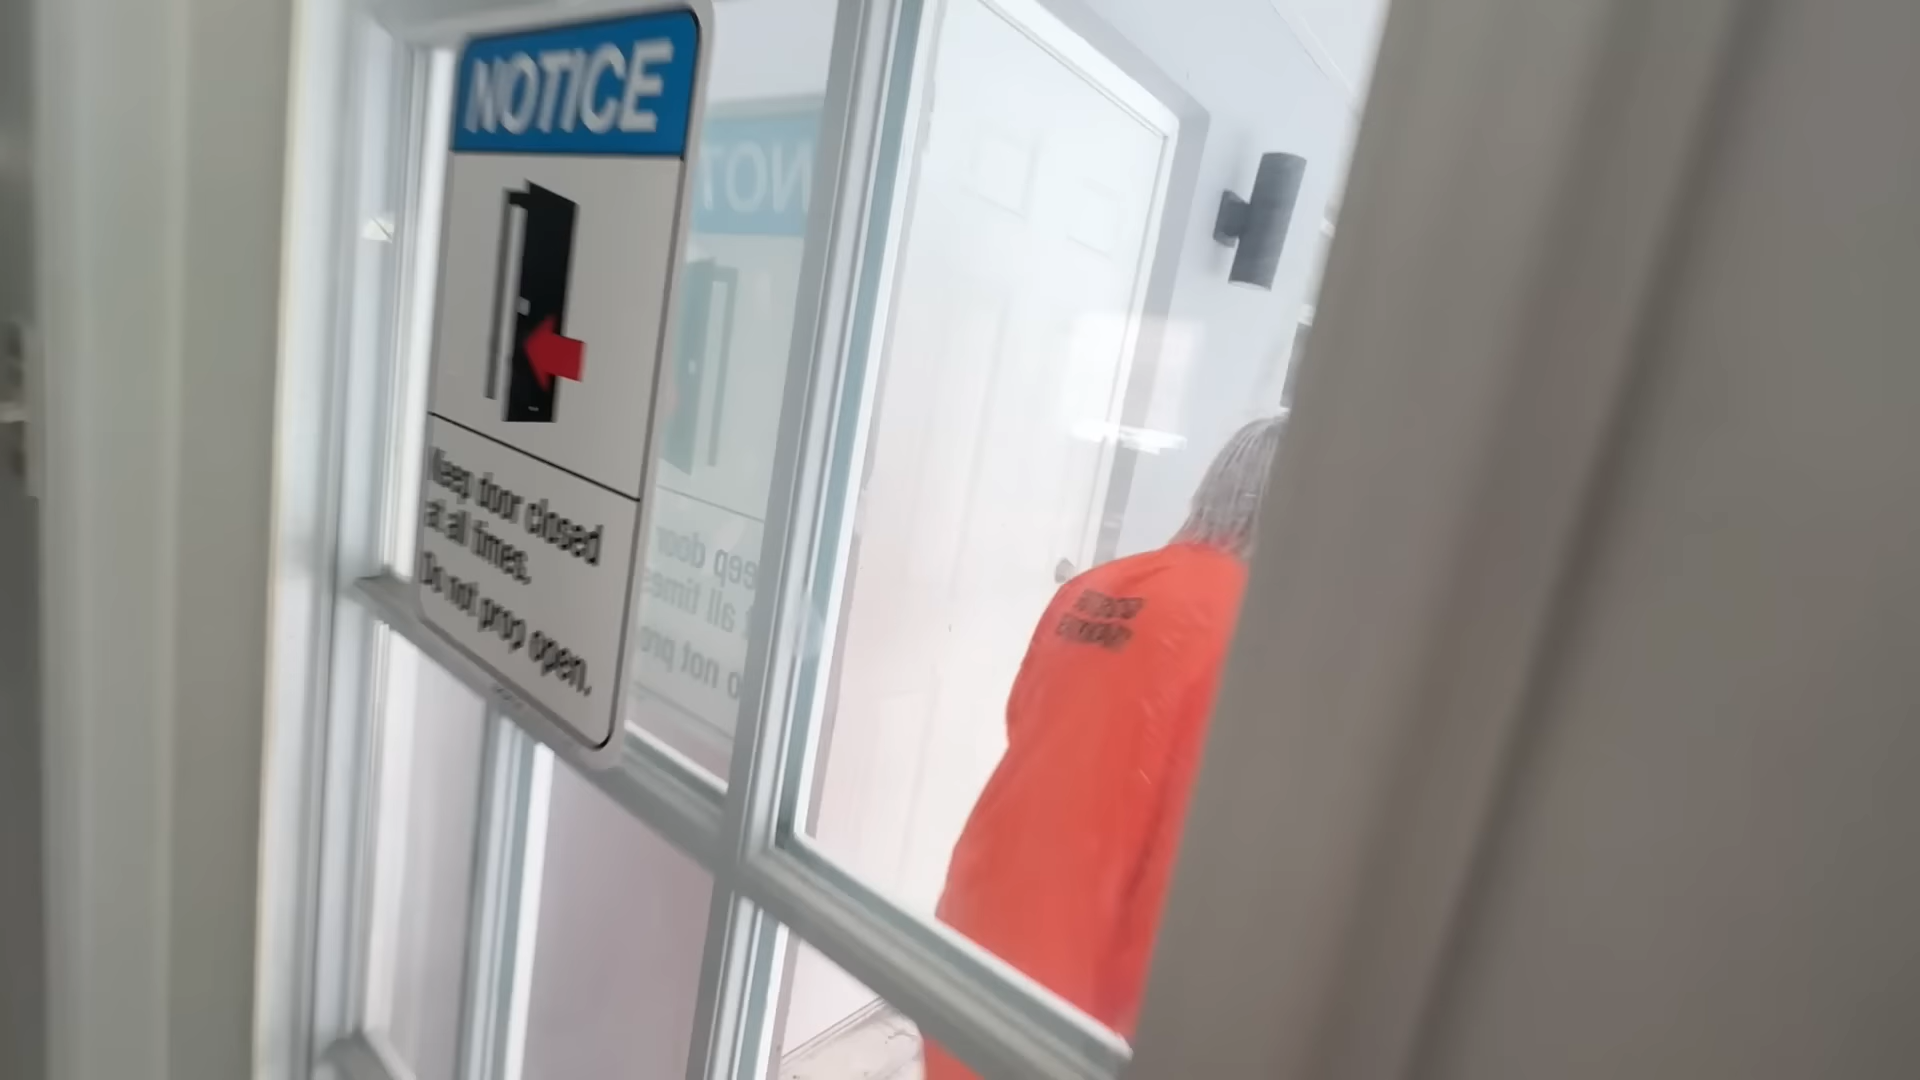 NOTICE
Keep door closed
at all times.
Do not prop open.